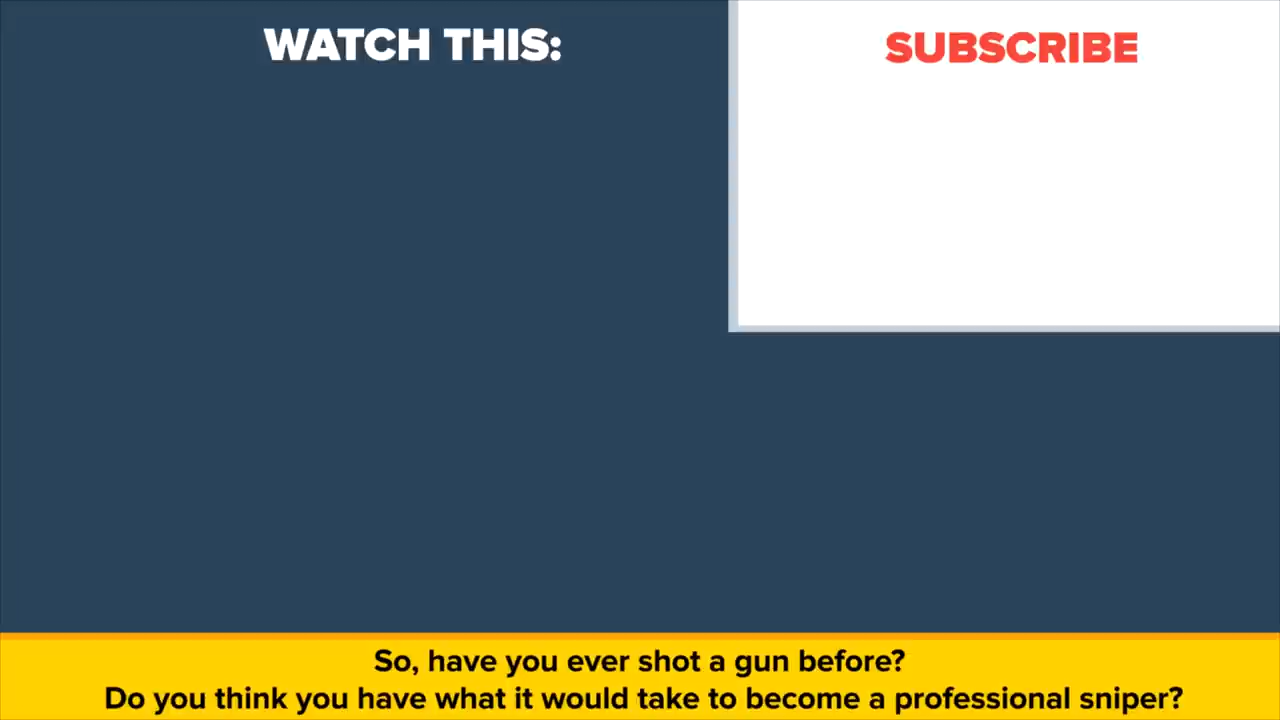 WATCH THIS:
SUBSCRIBE
So, have you ever shot a gun before?
Do you think you have what it would take to become a professional sniper?